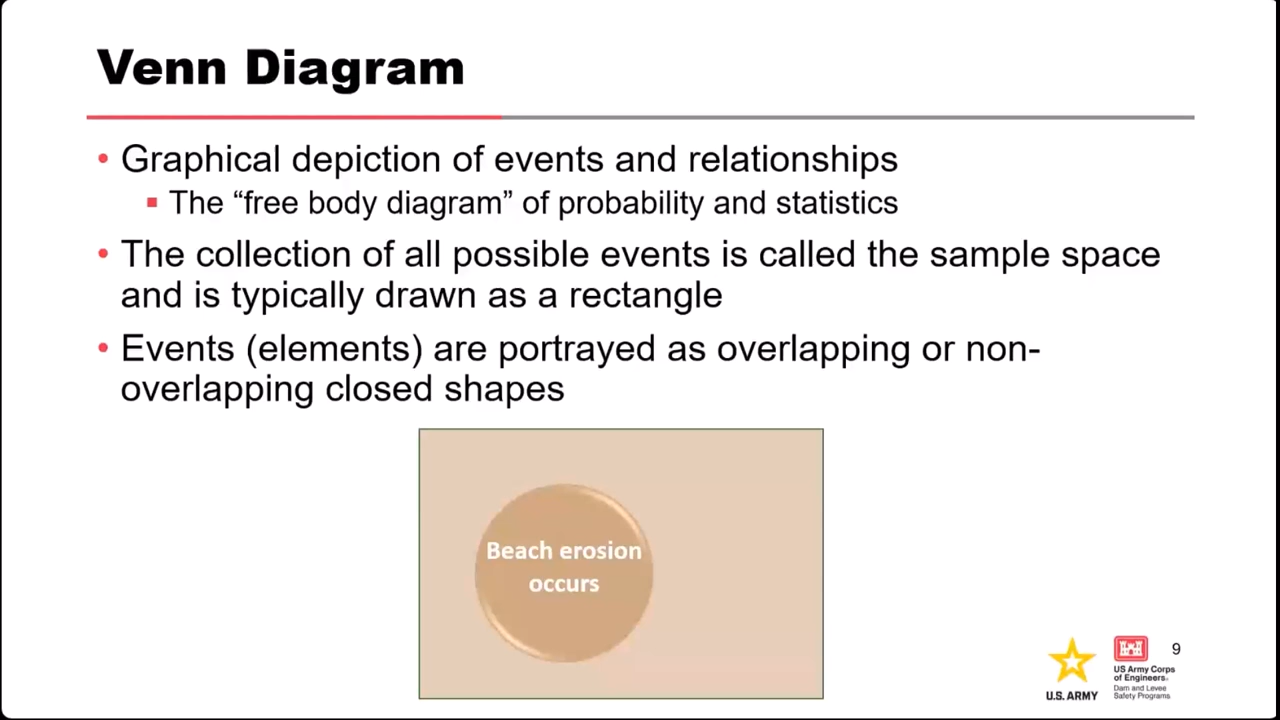 Venn Diagram
• Graphical depiction of events and relationships
▪ The “free body diagram” of probability and statistics
• The collection of all possible events is called the sample space
and is typically drawn as a rectangle
• Events (elements) are portrayed as overlapping or non-
overlapping closed shapes
Beach erosion
occurs
9
U.S. ARMY
US Army Corps
of Engineers®
Dam and Levee
Safety Programs